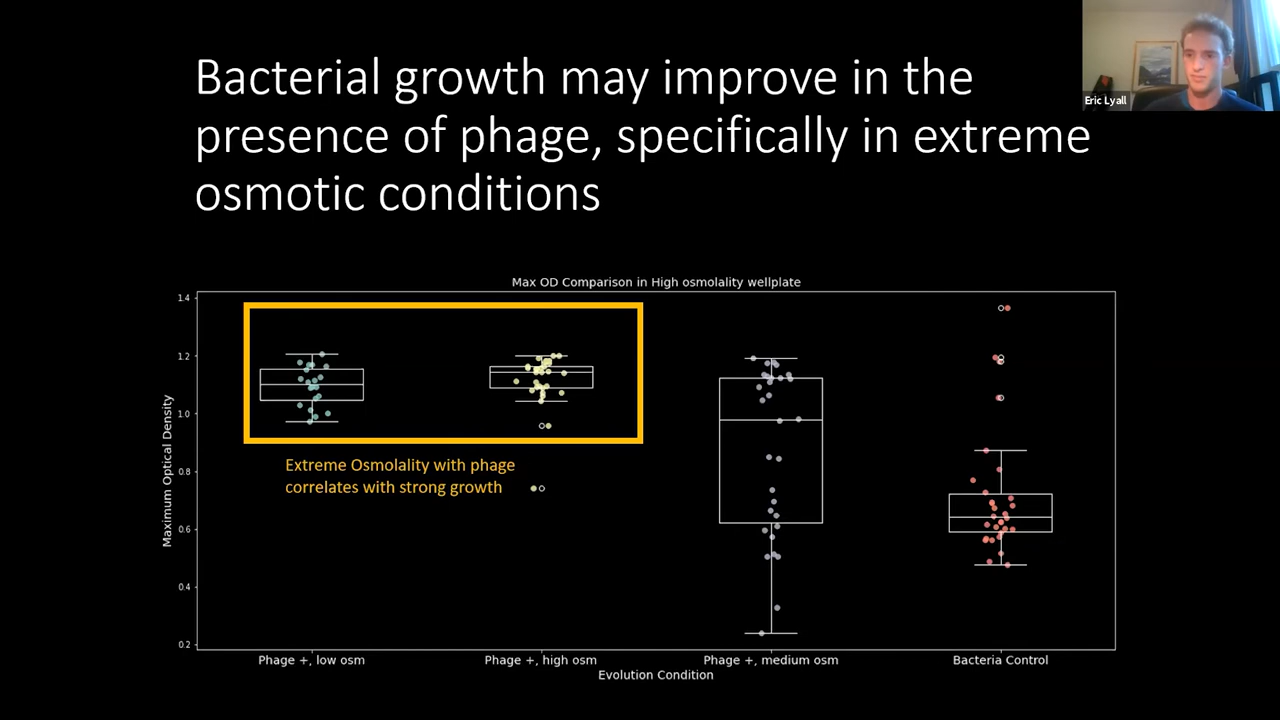 Bacterial growth may improve in the
presence of phage, specifically in extreme
osmotic conditions
Eric Lyall
Max OD Comparison in High osmolality wellplate
1.4
1.2
1.0
0.8
0.6
0.4
0.2
Maximum Optical Density
Extreme Osmolality with phage
correlates with strong growth
Phage +, low osm
Phage +, high osm
Phage +, medium osm
Bacteria Control
Evolution Condition